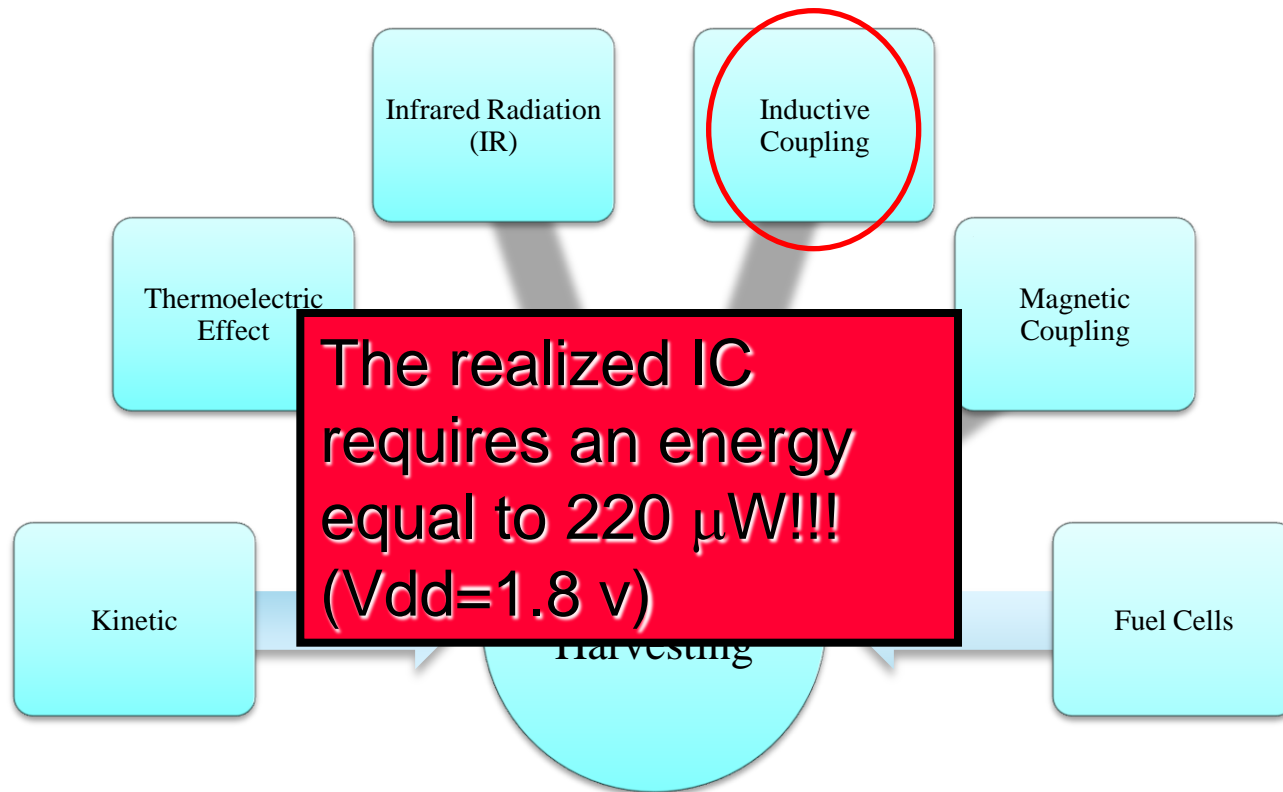 Infrared Radiation
(IR)
Inductive
Coupling
Thermoelectric
Effect
Magnetic
Coupling
The realized IC
requires an energy
equal to 220 μW!!!
(Vdd=1.8 v)
Kinetic
Harvesting
Fuel Cells